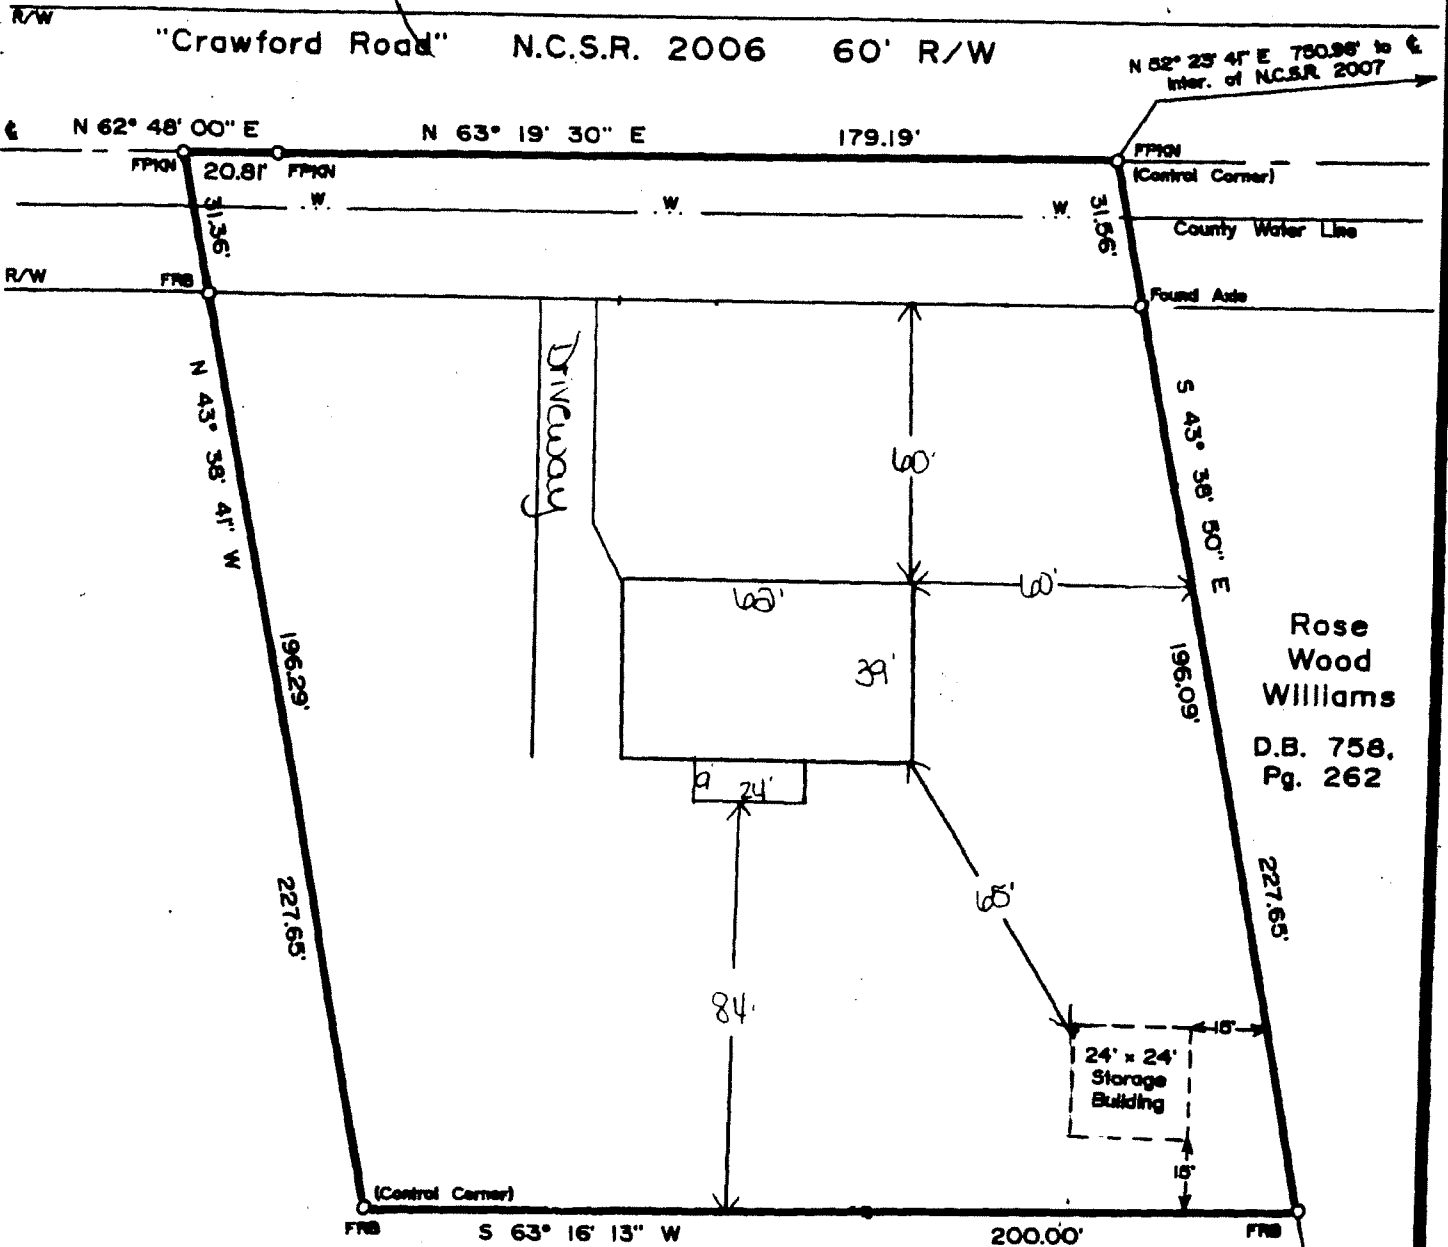 R/W
"Crawford Road" N.C.S.R. 2006 60' R/W
N 52° 23' 41" E 750.96' to ℄
Inter. of N.C.S.R. 2007
℄ N 62° 48' 00" E N 63° 19' 30" E 179.19'
FPKN 20.81' FPKN
FPKN
(Control Corner)
W W W
31.36'
31.56'
County Water Line
R/W
FRB
Found Axle
Driveway
N 43° 38' 41" W
S 43° 38' 50" E
60'
60'
62'
39'
196.29'
196.09'
Rose
Wood
Williams
D.B. 758,
Pg. 262
9' 24'
227.65'
227.65'
65'
84'
24' x 24'
Storage
Building
15'
15'
(Control Corner)
FRB S 63° 16' 13" W 200.00' FRB